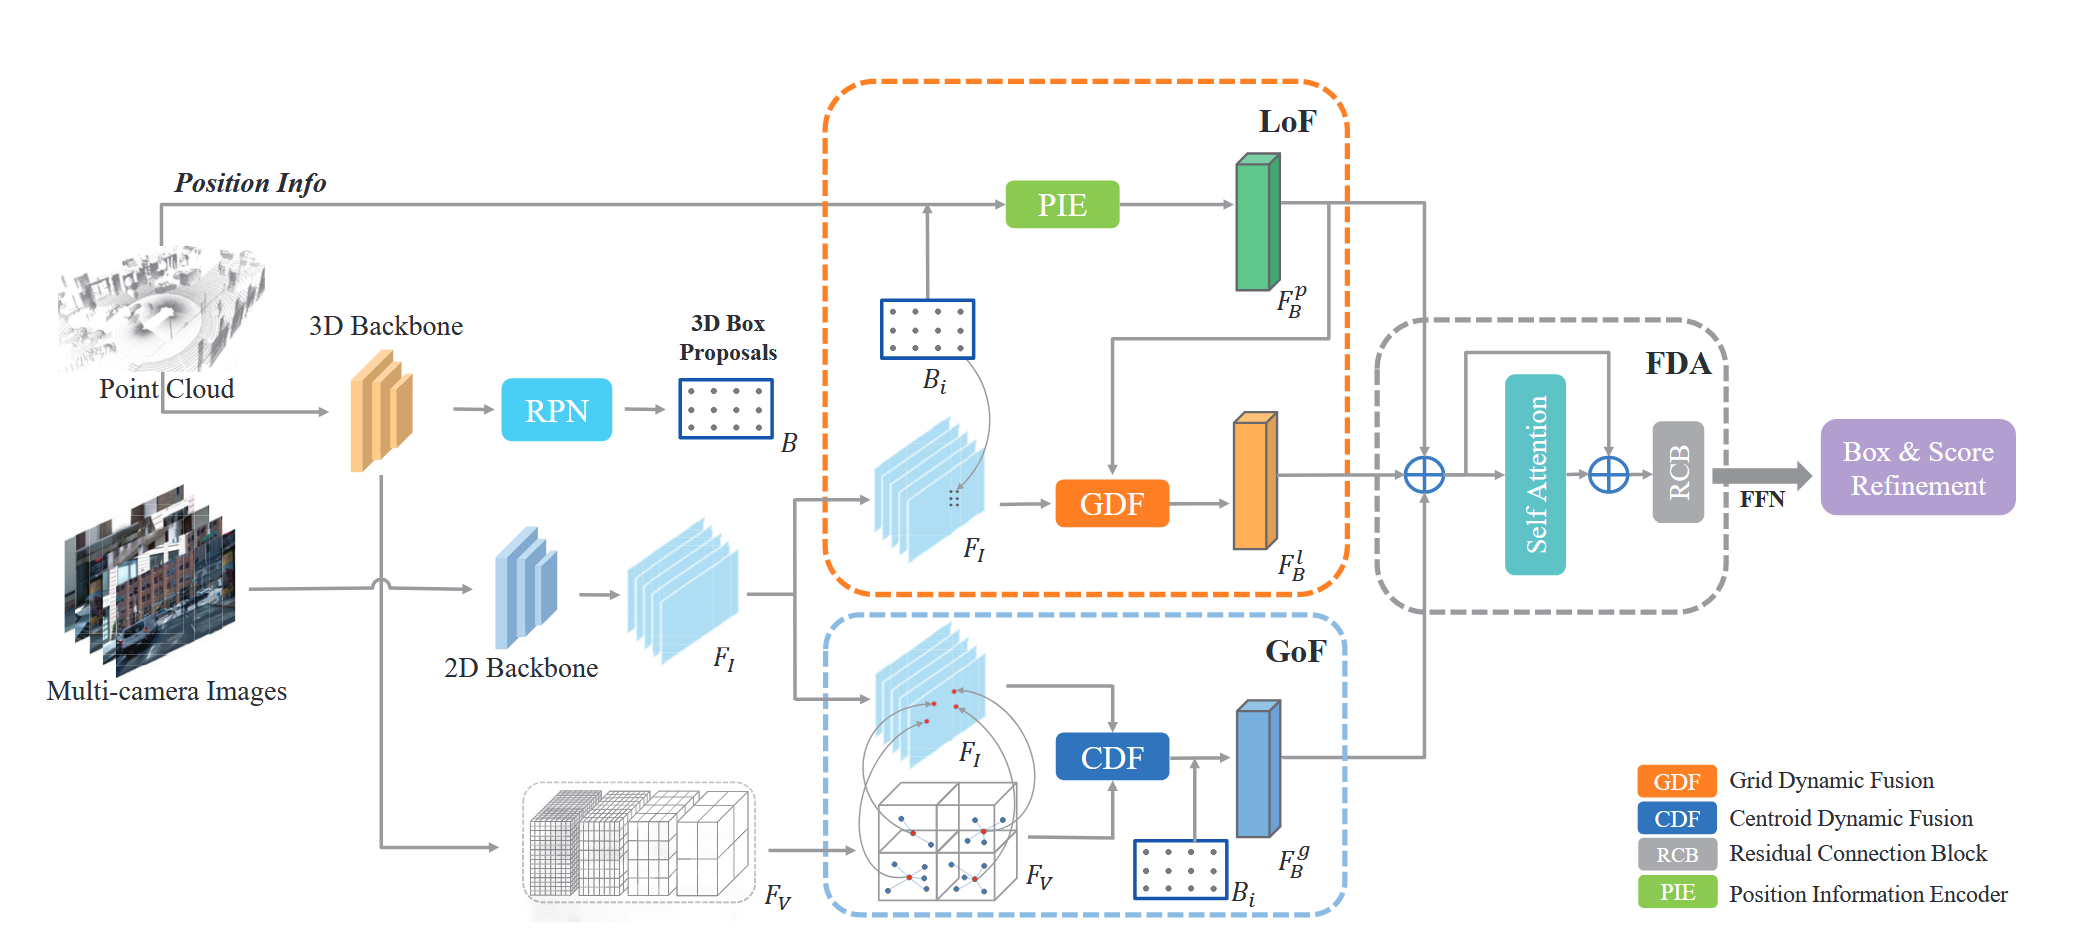 LoF
Position Info
PIE
F_B^p
3D Backbone
3D Box
Proposals
Point Cloud
RPN
B
B_i
FDA
Self Attention
RCB
FFN
Box & Score
Refinement
GDF
F_I
F_B^l
Multi-camera Images
2D Backbone
F_I
GoF
F_I
CDF
F_V
F_V
B_i
F_B^g
GDF Grid Dynamic Fusion
CDF Centroid Dynamic Fusion
RCB Residual Connection Block
PIE Position Information Encoder